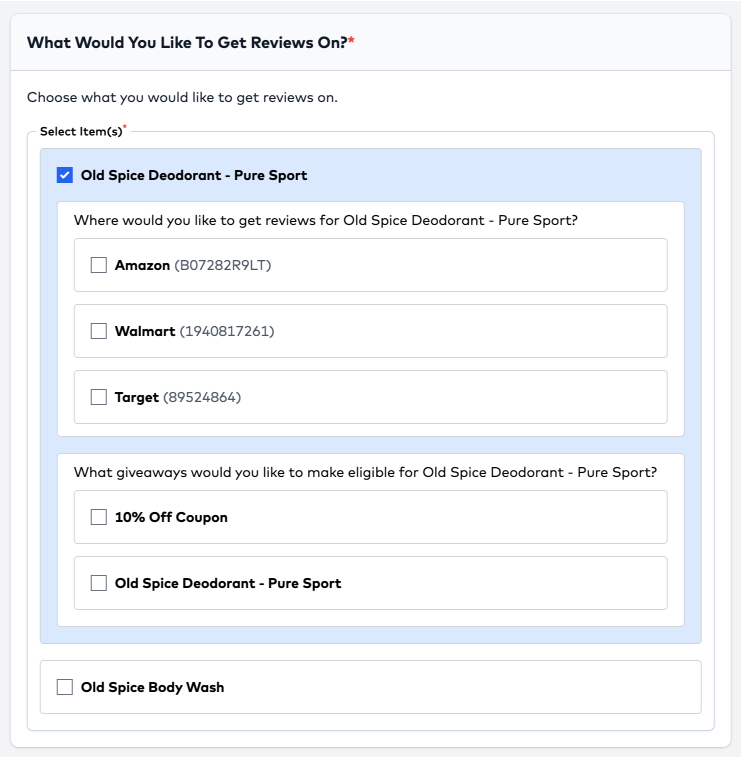 What Would You Like To Get Reviews On?*
Choose what you would like to get reviews on.
Select Item(s)*
Old Spice Deodorant - Pure Sport
Where would you like to get reviews for Old Spice Deodorant - Pure Sport?
Amazon (B07282R9LT)
Walmart (1940817261)
Target (89524864)
What giveaways would you like to make eligible for Old Spice Deodorant - Pure Sport?
10% Off Coupon
Old Spice Deodorant - Pure Sport
Old Spice Body Wash